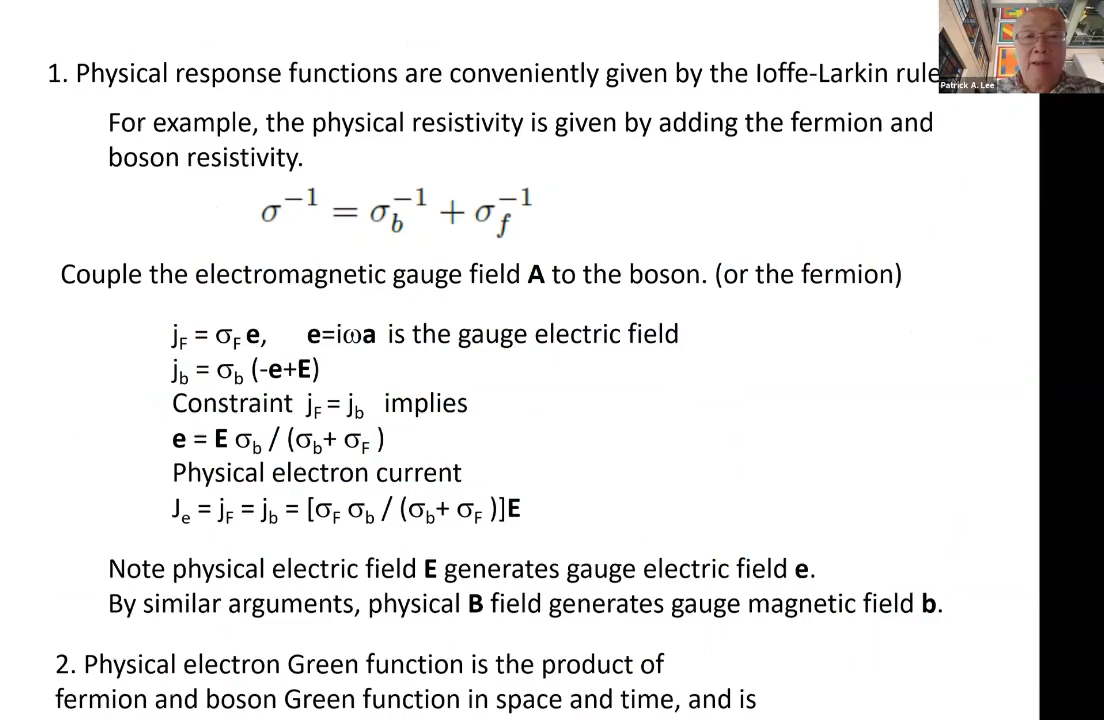 1. Physical response functions are conveniently given by the Ioffe-Larkin rule
Patrick A. Lee
For example, the physical resistivity is given by adding the fermion and
boson resistivity.
σ⁻¹ = σ_b⁻¹ + σ_f⁻¹
Couple the electromagnetic gauge field A to the boson. (or the fermion)
j_F = σ_F e, e=iωa is the gauge electric field
j_b = σ_b (-e+E)
Constraint j_F = j_b implies
e = E σ_b / (σ_b+ σ_F )
Physical electron current
J_e = j_F = j_b = [σ_F σ_b / (σ_b+ σ_F )]E
Note physical electric field E generates gauge electric field e.
By similar arguments, physical B field generates gauge magnetic field b.
2. Physical electron Green function is the product of
fermion and boson Green function in space and time, and is